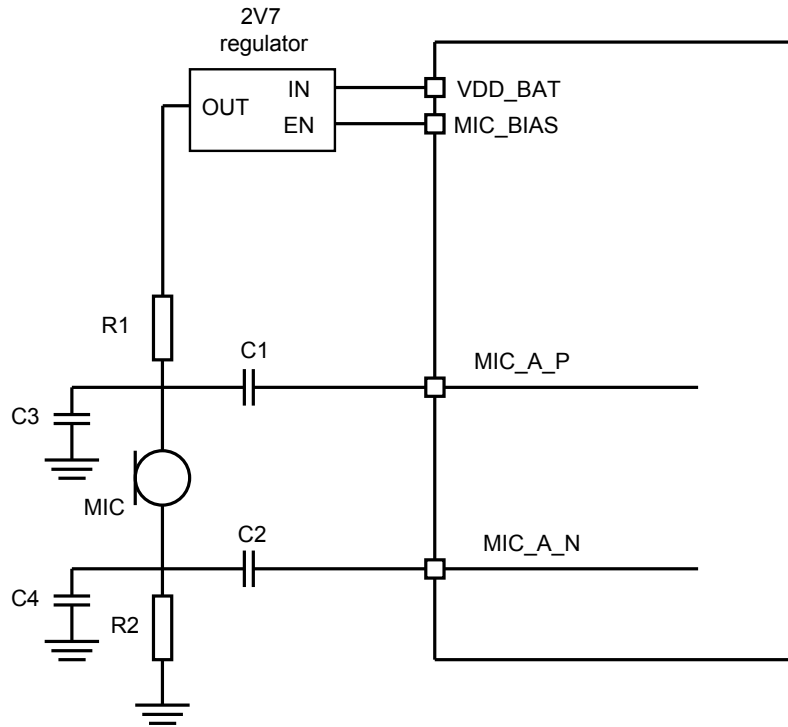 2V7
regulator
IN
OUT
EN
VDD_BAT
MIC_BIAS
R1
C1
MIC_A_P
C3
MIC
C2
MIC_A_N
C4
R2